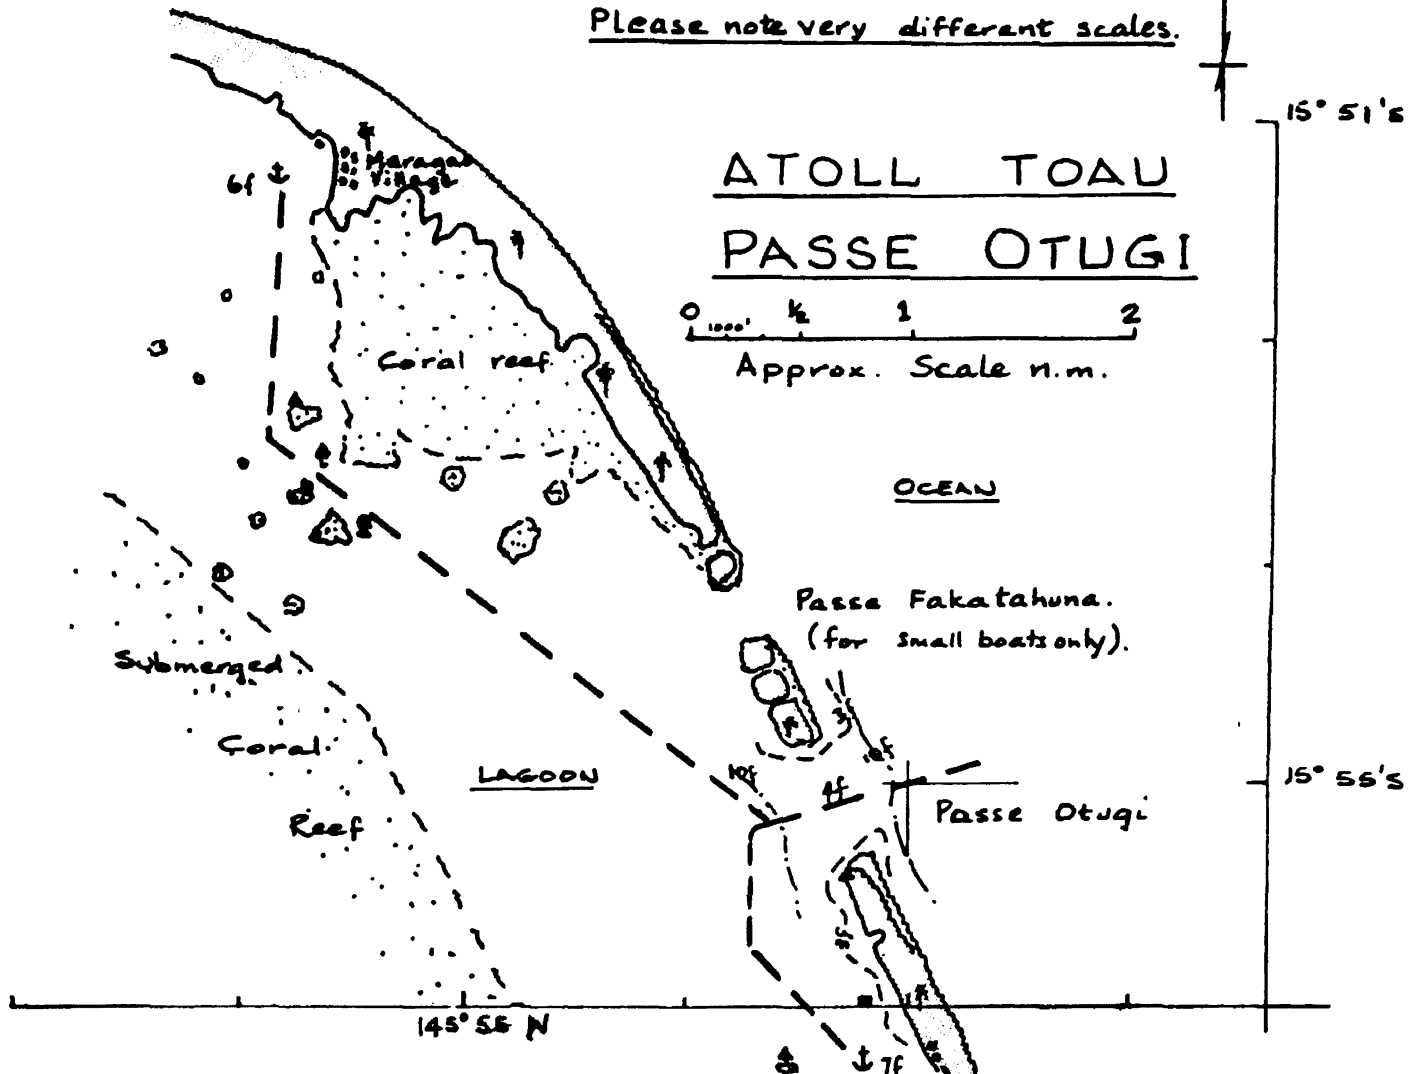 Please note very different scales.
15° 51's
ATOLL TOAU
PASSE OTUGI
0 1000' ½ 1 2
Approx. Scale n.m.
6f
Village
Coral reef
OCEAN
Passe Fakatahuna.
(for small boats only).
Submerged
Coral
Reef
LAGOON
10f
4f
15° 55's
Passe Otugi
145° 55 W
7f